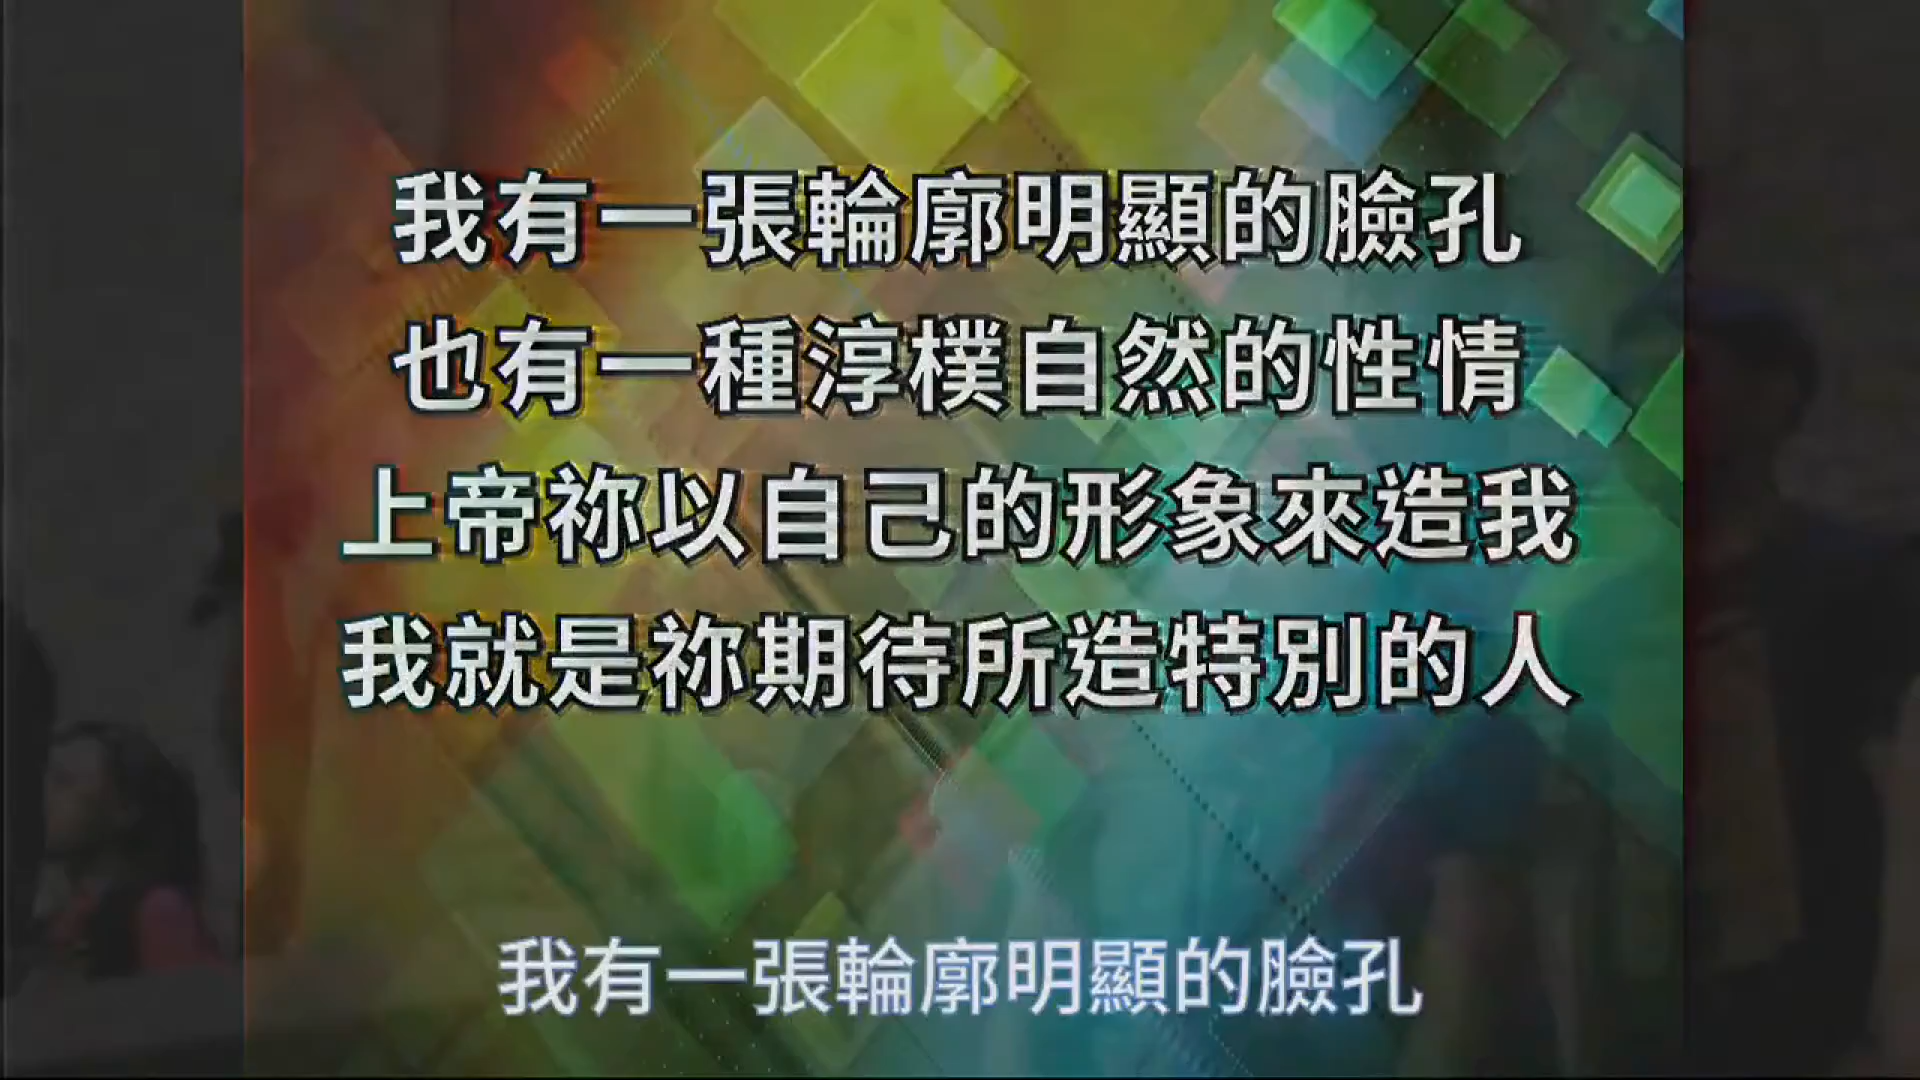 我有一張輪廓明顯的臉孔
也有一種淳樸自然的性情
上帝祢以自己的形象來造我
我就是祢期待所造特別的人
我有一張輪廓明顯的臉孔